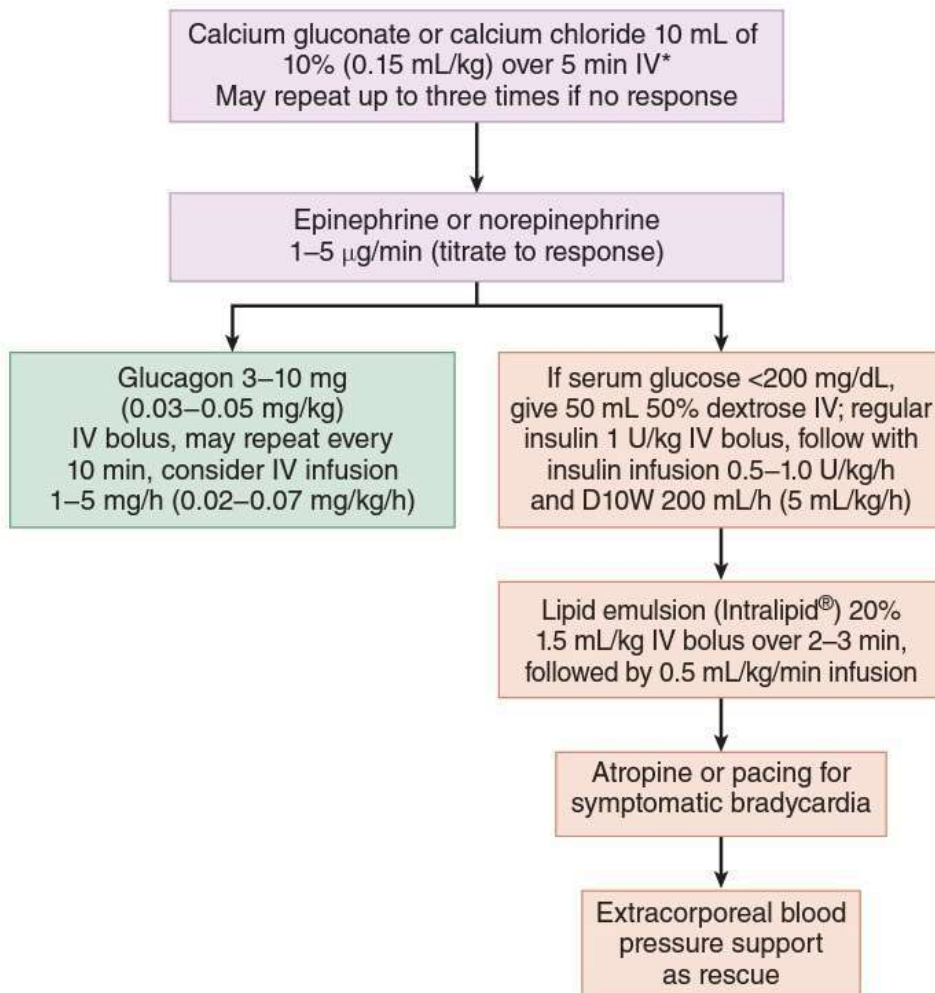 Calcium gluconate or calcium chloride 10 mL of
10% (0.15 mL/kg) over 5 min IV*
May repeat up to three times if no response
Epinephrine or norepinephrine
1–5 μg/min (titrate to response)
Glucagon 3–10 mg
(0.03–0.05 mg/kg)
IV bolus, may repeat every
10 min, consider IV infusion
1–5 mg/h (0.02–0.07 mg/kg/h)
If serum glucose <200 mg/dL,
give 50 mL 50% dextrose IV; regular
insulin 1 U/kg IV bolus, follow with
insulin infusion 0.5–1.0 U/kg/h
and D10W 200 mL/h (5 mL/kg/h)
Lipid emulsion (Intralipid®) 20%
1.5 mL/kg IV bolus over 2–3 min,
followed by 0.5 mL/kg/min infusion
Atropine or pacing for
symptomatic bradycardia
Extracorporeal blood
pressure support
as rescue